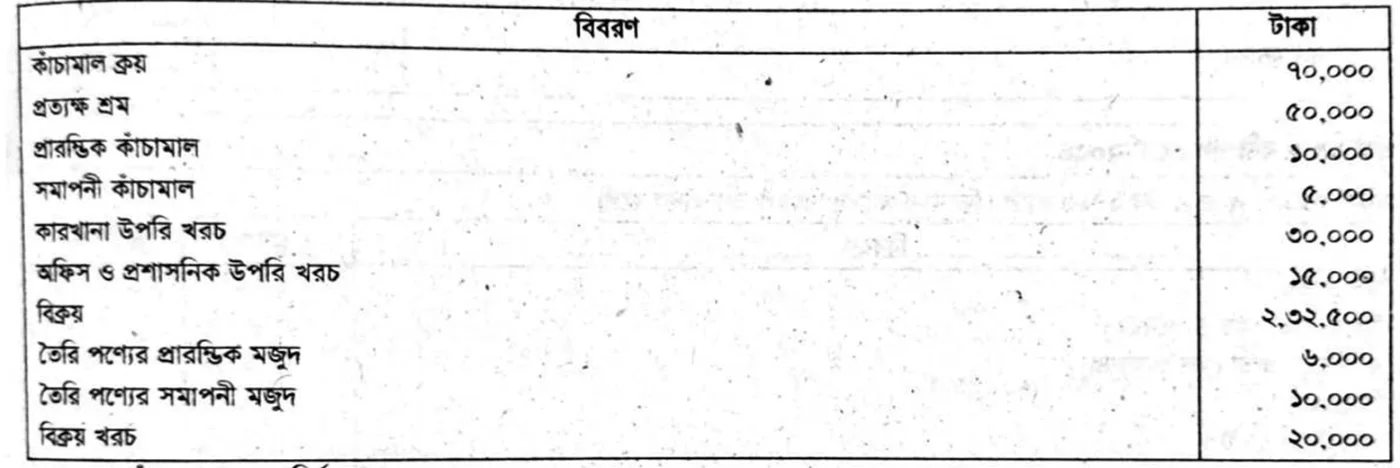 বিবরণ টাকা
কাঁচামাল ক্রয় ৭০,০০০
প্রত্যক্ষ শ্রম ৫০,০০০
প্রারম্ভিক কাঁচামাল ১০,০০০
সমাপনী কাঁচামাল ৫,০০০
কারখানা উপরি খরচ ৩০,০০০
অফিস ও প্রশাসনিক উপরি খরচ ১৫,০০০
বিক্রয় ২,৩২,৫০০
তৈরি পণ্যের প্রারম্ভিক মজুদ ৬,০০০
তৈরি পণ্যের সমাপনী মজুদ ১০,০০০
বিক্রয় খরচ ২০,০০০